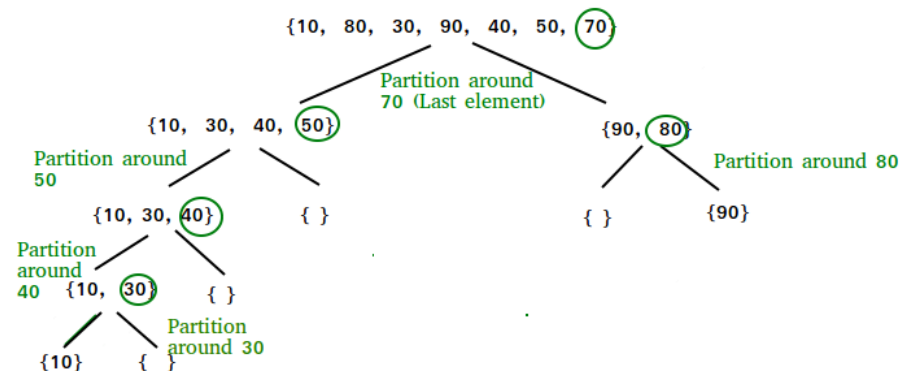 {10, 80, 30, 90, 40, 50, 70}
Partition around
70 (Last element)
{10, 30, 40, 50}
{90, 80}
Partition around
50
Partition around 80
{10, 30, 40}
{ }
{ }
{90}
Partition
around
40
{10, 30}
{ }
Partition
around 30
{10}
{ }